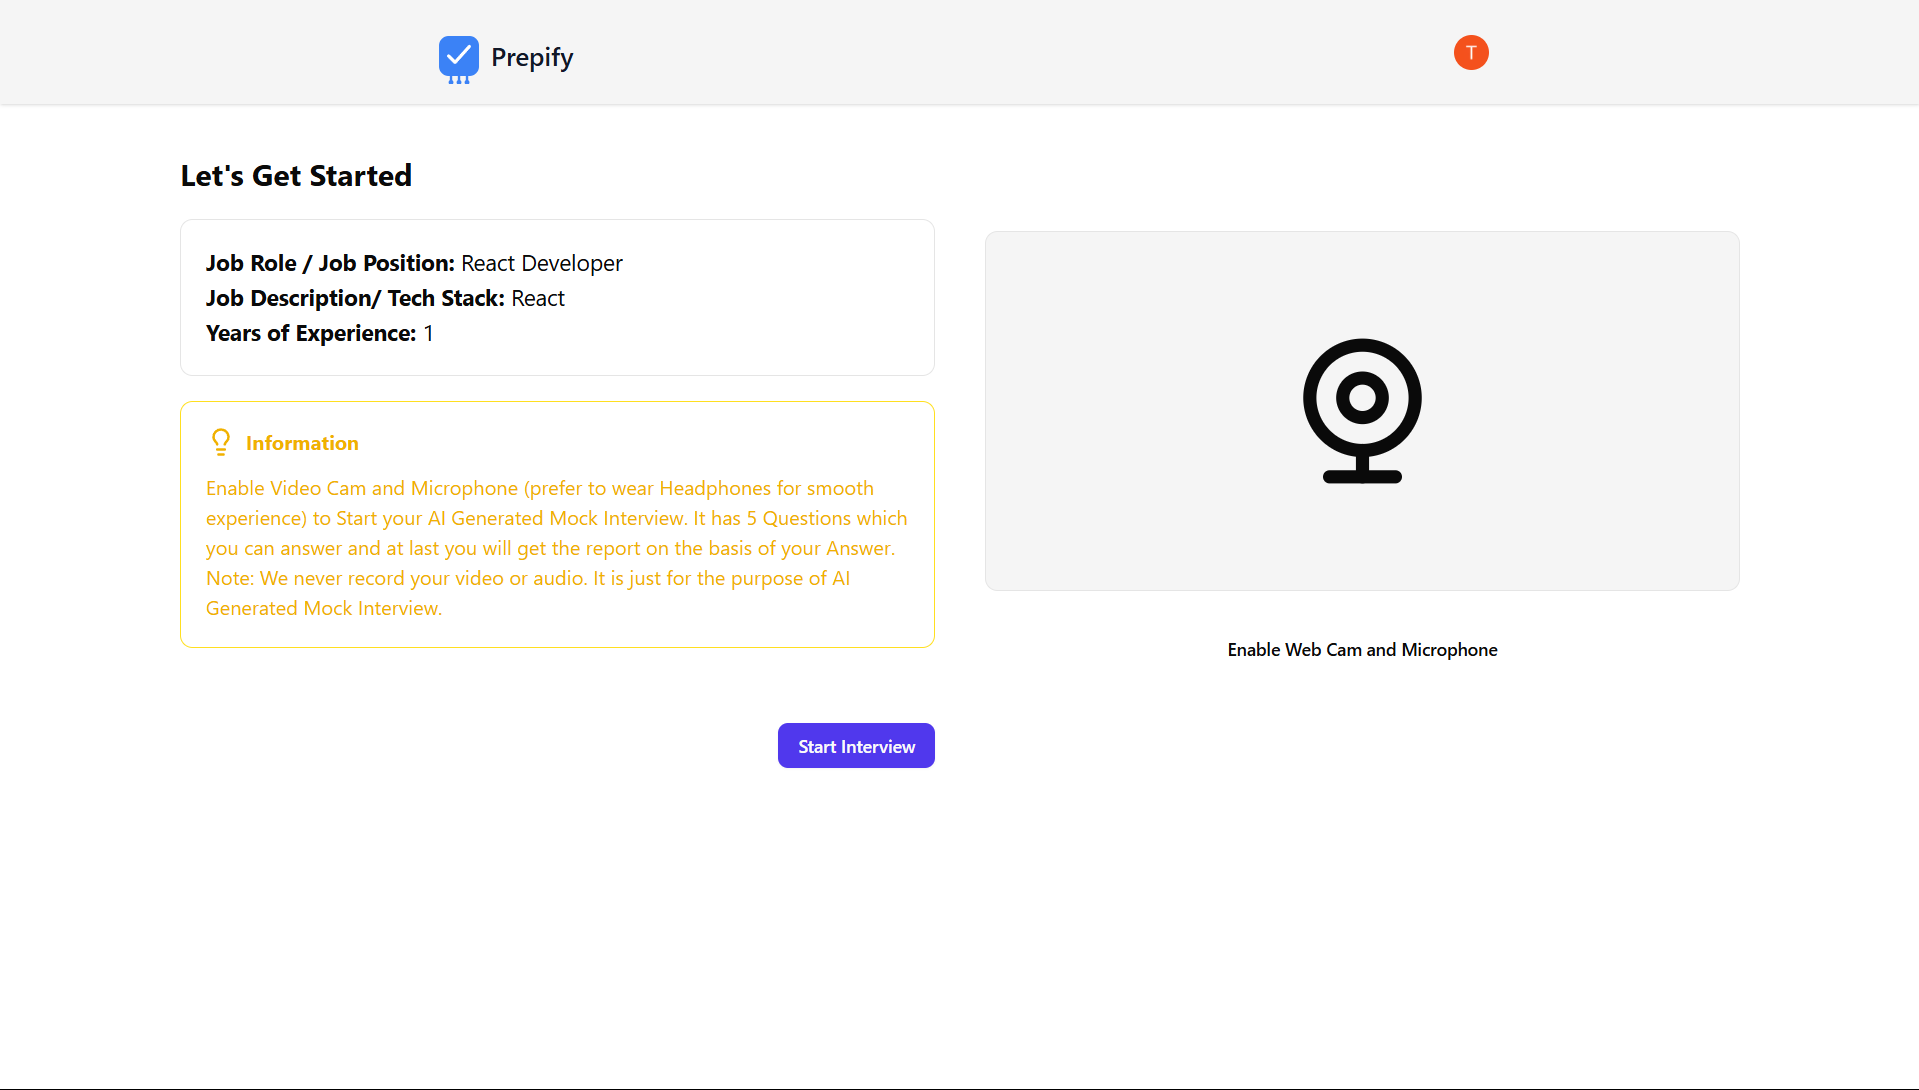 Prepify
T
Let's Get Started
Job Role / Job Position: React Developer
Job Description/ Tech Stack: React
Years of Experience: 1
Information
Enable Video Cam and Microphone (prefer to wear Headphones for smooth
experience) to Start your AI Generated Mock Interview. It has 5 Questions which
you can answer and at last you will get the report on the basis of your Answer.
Note: We never record your video or audio. It is just for the purpose of AI
Generated Mock Interview.
Enable Web Cam and Microphone
Start Interview